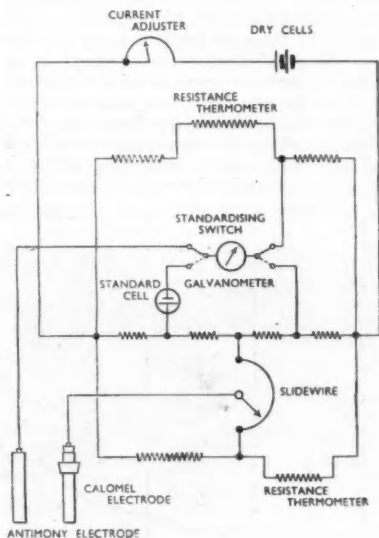 CURRENT
ADJUSTER
DRY CELLS
RESISTANCE
THERMOMETER
STANDARDISING
SWITCH
GALVANOMETER
STANDARD
CELL
SLIDEWIRE
CALOMEL
ELECTRODE
ANTIMONY ELECTRODE
RESISTANCE
THERMOMETER